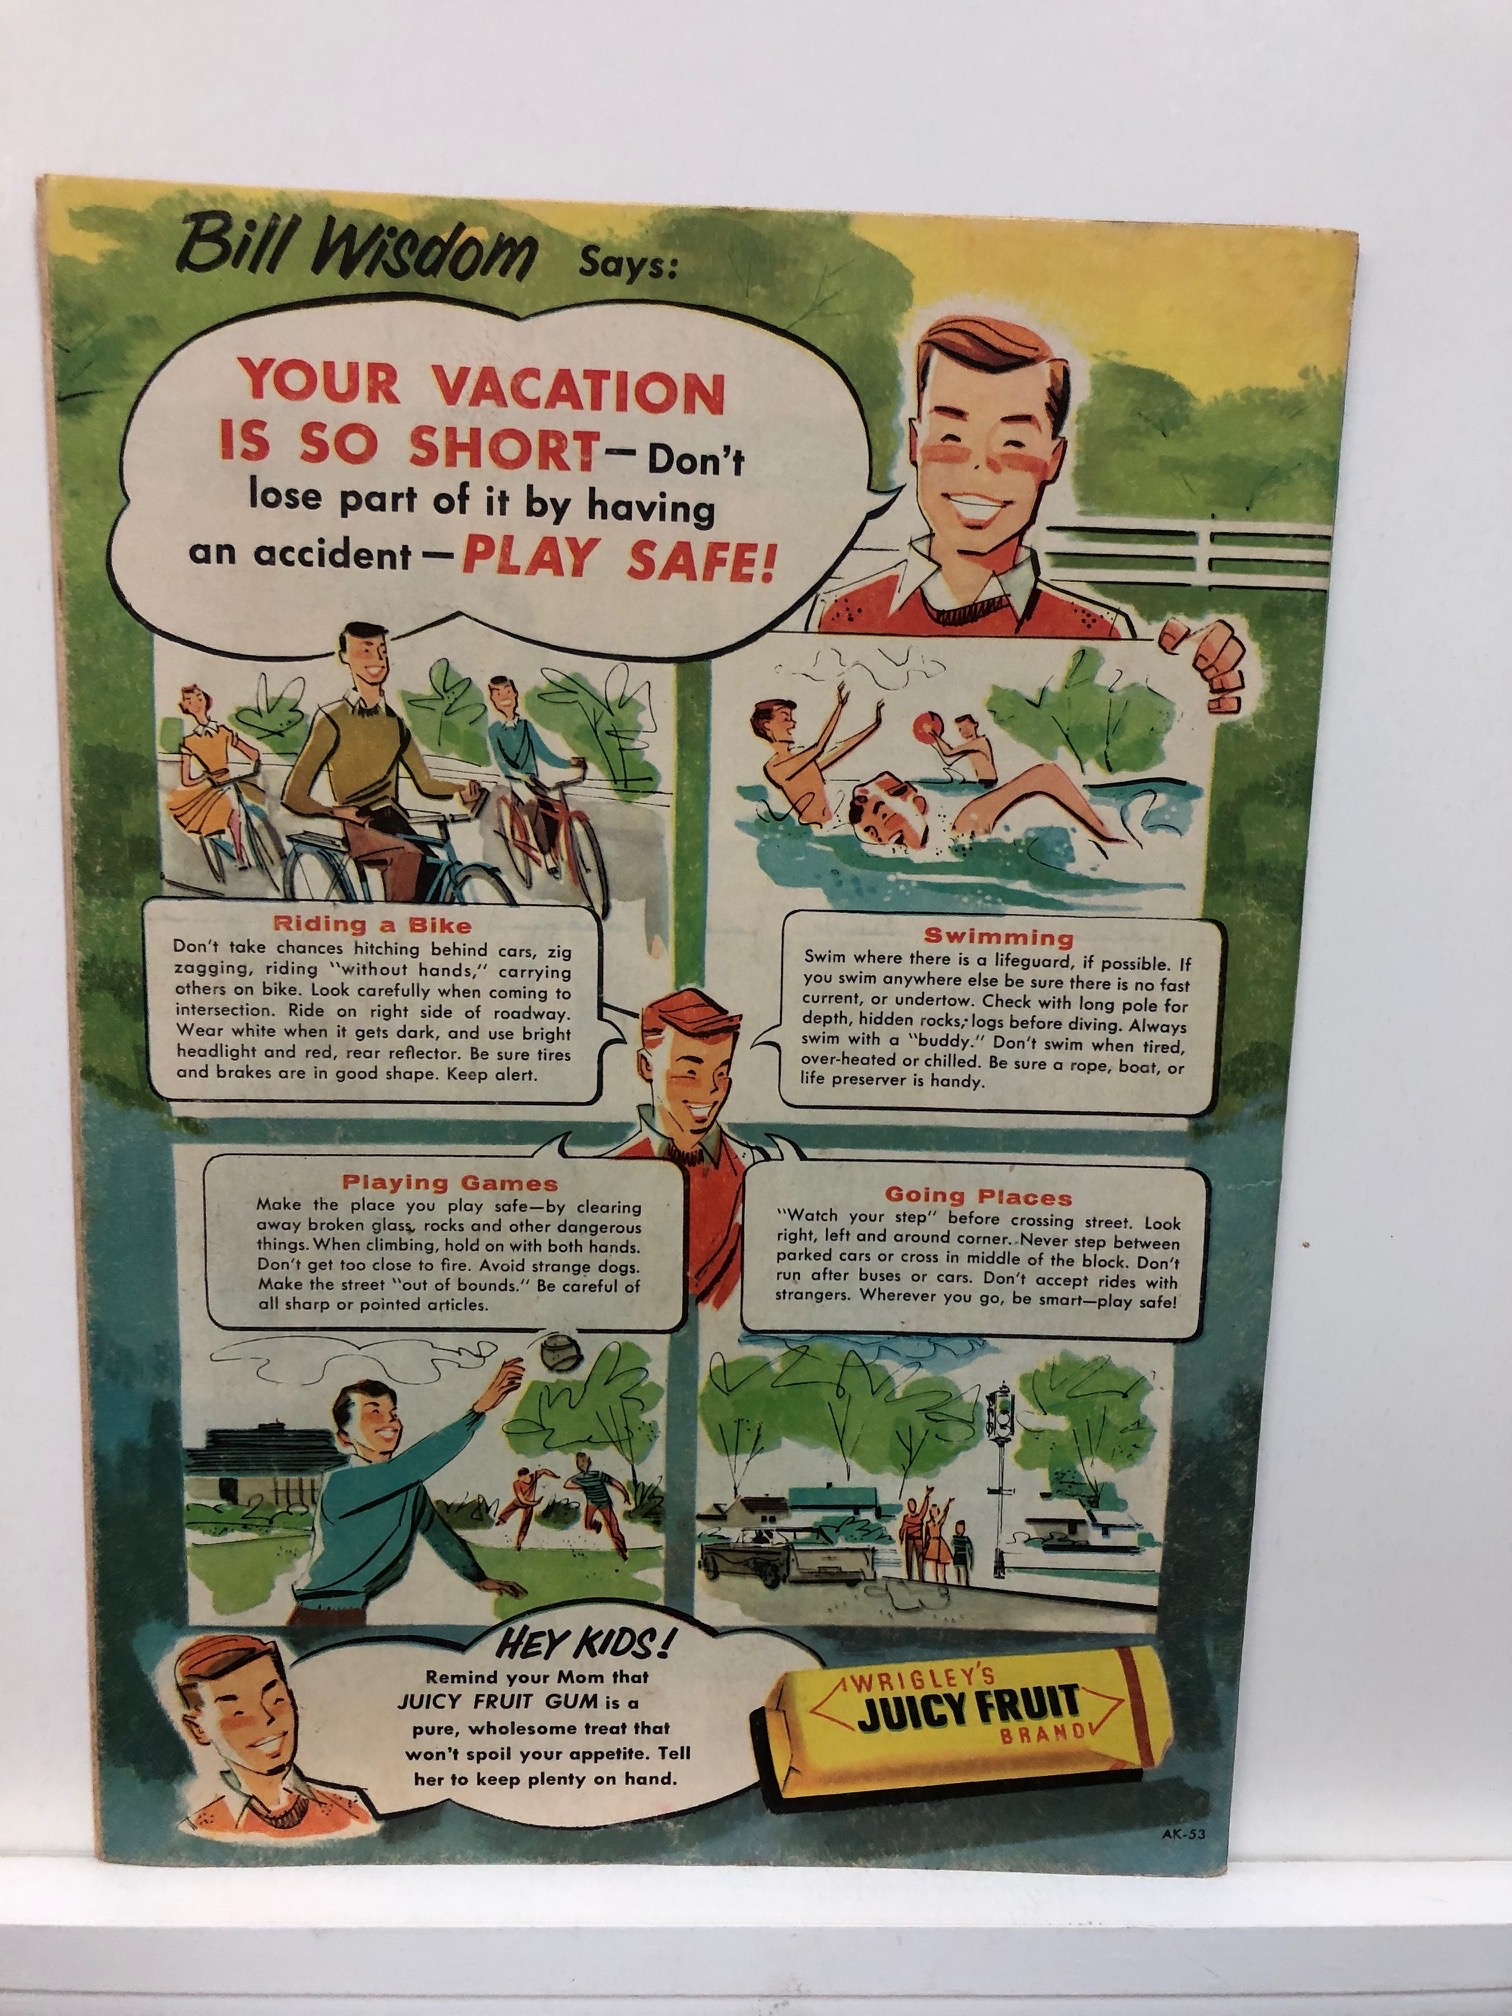 Bill Wisdom Says:
YOUR VACATION
IS SO SHORT— Don't
lose part of it by having
an accident—PLAY SAFE!
Riding a Bike
Don't take chances hitching behind cars, zig
zagging, riding "without hands," carrying
others on bike. Look carefully when coming to
intersection. Ride on right side of roadway.
Wear white when it gets dark, and use bright
headlight and red, rear reflector. Be sure tires
and brakes are in good shape. Keep alert.
Swimming
Swim where there is a lifeguard, if possible. If
you swim anywhere else be sure there is no fast
current, or undertow. Check with long pole for
depth, hidden rocks, logs before diving. Always
swim with a "buddy." Don't swim when tired,
over-heated or chilled. Be sure a rope, boat, or
life preserver is handy.
Playing Games
Make the place you play safe—by clearing
away broken glass, rocks and other dangerous
things. When climbing, hold on with both hands.
Don't get too close to fire. Avoid strange dogs.
Make the street "out of bounds." Be careful of
all sharp or pointed articles.
Going Places
"Watch your step" before crossing street. Look
right, left and around corner. Never step between
parked cars or cross in middle of the block. Don't
run after buses or cars. Don't accept rides with
strangers. Wherever you go, be smart—play safe!
HEY KIDS!
Remind your Mom that
JUICY FRUIT GUM is a
pure, wholesome treat that
won't spoil your appetite. Tell
her to keep plenty on hand.
WRIGLEY'S
JUICY FRUIT
BRAND
AK-53